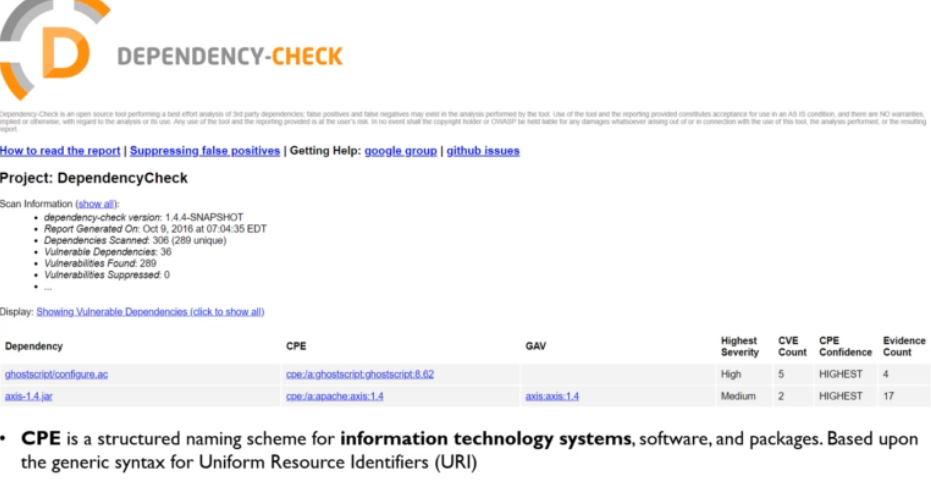 D DEPENDENCY-CHECK
Dependency-Check is an open source tool performing a best effort analysis of 3rd party dependencies; false positives and false negatives may exist in the analysis performed by the tool. Use of the tool and the reporting provided constitutes acceptance for use in an AS IS condition, and there are NO warranties,
implied or otherwise, with regard to the analysis or its use. Any use of the tool and the reporting provided is at the user's risk. In no event shall the copyright holder or OWASP be held liable for any damages whatsoever arising out of or in connection with the use of this tool, the analysis performed, or the resulting
report.
How to read the report | Suppressing false positives | Getting Help: google group | github issues
Project: DependencyCheck
Scan Information (show all):
• dependency-check version: 1.4.4-SNAPSHOT
• Report Generated On: Oct 9, 2016 at 07:04:35 EDT
• Dependencies Scanned: 306 (289 unique)
• Vulnerable Dependencies: 36
• Vulnerabilities Found: 289
• Vulnerabilities Suppressed: 0
• ...
Display: Showing Vulnerable Dependencies (click to show all)
Dependency CPE GAV Highest Severity CVE Count CPE Confidence Evidence Count
ghostscript/configure.ac cpe:/a:ghostscript:ghostscript:8.62 High 5 HIGHEST 4
axis-1.4.jar cpe:/a:apache:axis:1.4 axis:axis:1.4 Medium 2 HIGHEST 17
• CPE is a structured naming scheme for information technology systems, software, and packages. Based upon
the generic syntax for Uniform Resource Identifiers (URI)